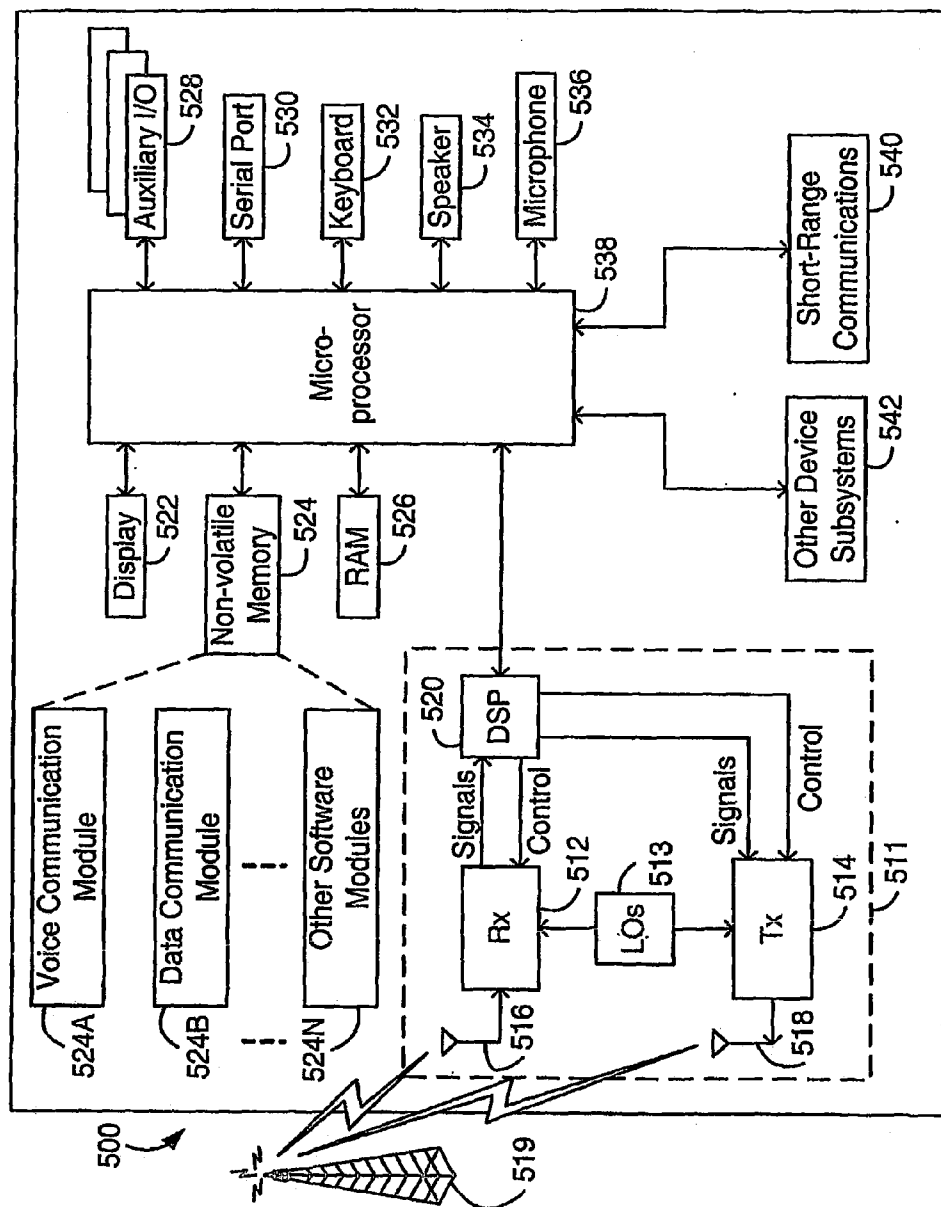 500
519
524A
Voice Communication
Module
524B
Data Communication
Module
524N
Other Software
Modules
Display
522
Non-volatile
Memory
524
RAM
526
Micro-
processor
538
Auxiliary I/O
528
Serial Port
530
Keyboard
532
Speaker
534
Microphone
536
Short-Range
Communications
540
Other Device
Subsystems
542
516
518
Rx
512
Signals
Control
520
DSP
LOs
513
Tx
514
Signals
Control
511